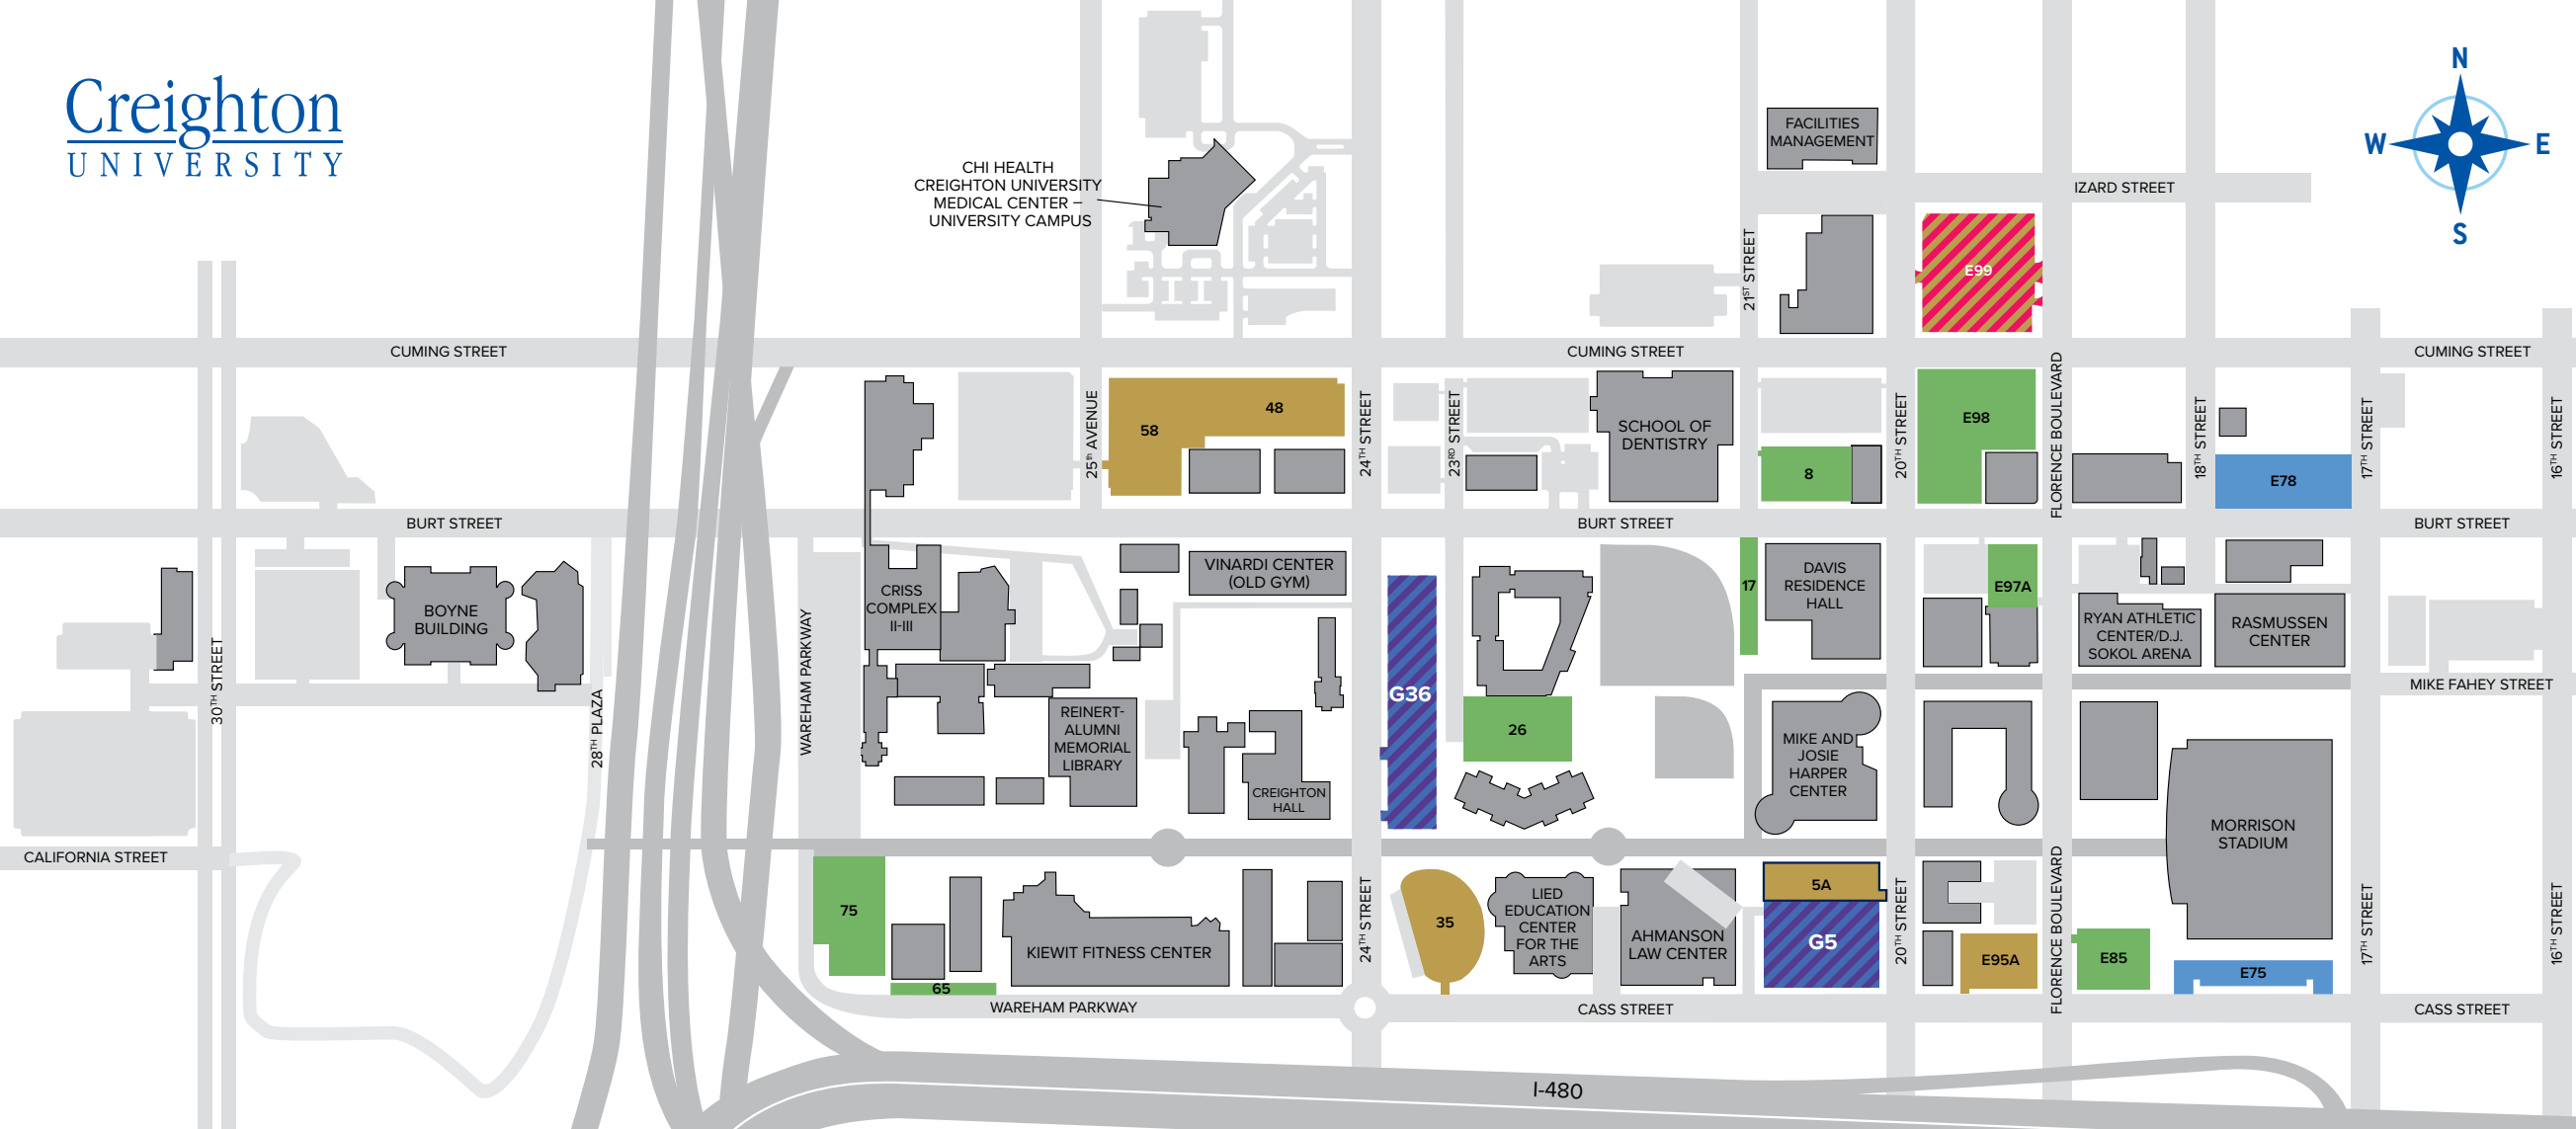 Creighton
UNIVERSITY
N
W
E
S
FACILITIES
MANAGEMENT
CHI HEALTH
CREIGHTON UNIVERSITY
MEDICAL CENTER –
UNIVERSITY CAMPUS
IZARD STREET
21ST STREET
E99
CUMING STREET
CUMING STREET
CUMING STREET
25th AVENUE
58
48
24TH STREET
23RD STREET
SCHOOL OF
DENTISTRY
8
20TH STREET
E98
FLORENCE BOULEVARD
18TH STREET
E78
17TH STREET
16TH STREET
BURT STREET
BURT STREET
BURT STREET
BOYNE
BUILDING
30TH STREET
28TH PLAZA
WAREHAM PARKWAY
CRISS
COMPLEX
II-III
VINARDI CENTER
(OLD GYM)
REINERT-
ALUMNI
MEMORIAL
LIBRARY
CREIGHTON
HALL
G36
26
17
DAVIS
RESIDENCE
HALL
E97A
RYAN ATHLETIC
CENTER/D.J.
SOKOL ARENA
RASMUSSEN
CENTER
MIKE FAHEY STREET
MIKE AND
JOSIE
HARPER
CENTER
MORRISON
STADIUM
CALIFORNIA STREET
75
65
KIEWIT FITNESS CENTER
24TH STREET
35
LIED
EDUCATION
CENTER
FOR THE
ARTS
AHMANSON
LAW CENTER
5A
G5
20TH STREET
E95A
FLORENCE BOULEVARD
E85
E75
17TH STREET
16TH STREET
WAREHAM PARKWAY
CASS STREET
CASS STREET
I-480